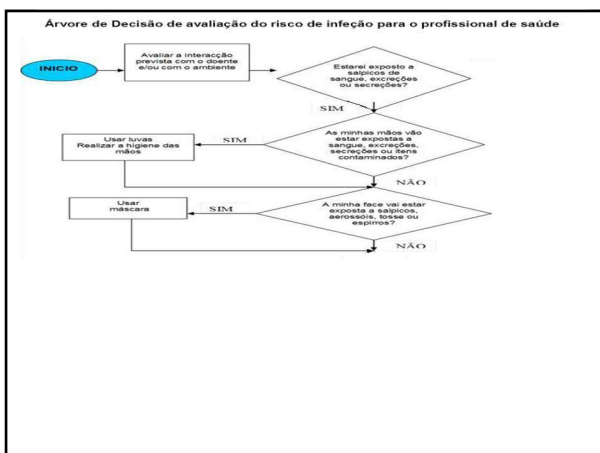 Árvore de Decisão de avaliação do risco de infeção para o profissional de saúde
INICIO
Avaliar a interacção
prevista com o doente
e/ou com o ambiente
Estarei exposto a
salpicos de
sangue, excreções
ou secreções?
SIM
As minhas mãos vão
estar expostas a
sangue, excreções,
secreções ou itens
contaminados?
SIM
Usar luvas
Realizar a higiene das
mãos
NÃO
A minha face vai estar
exposta a salpicos,
aerossóis, tosse ou
espirros?
SIM
Usar
máscara
NÃO